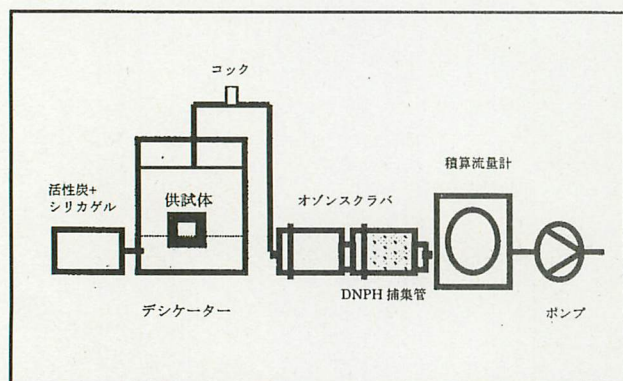 コック
積算流量計
活性炭+
シリカゲル
供試体
オゾンスクラバ
DNPH 捕集管
デシケーター
ポンプ